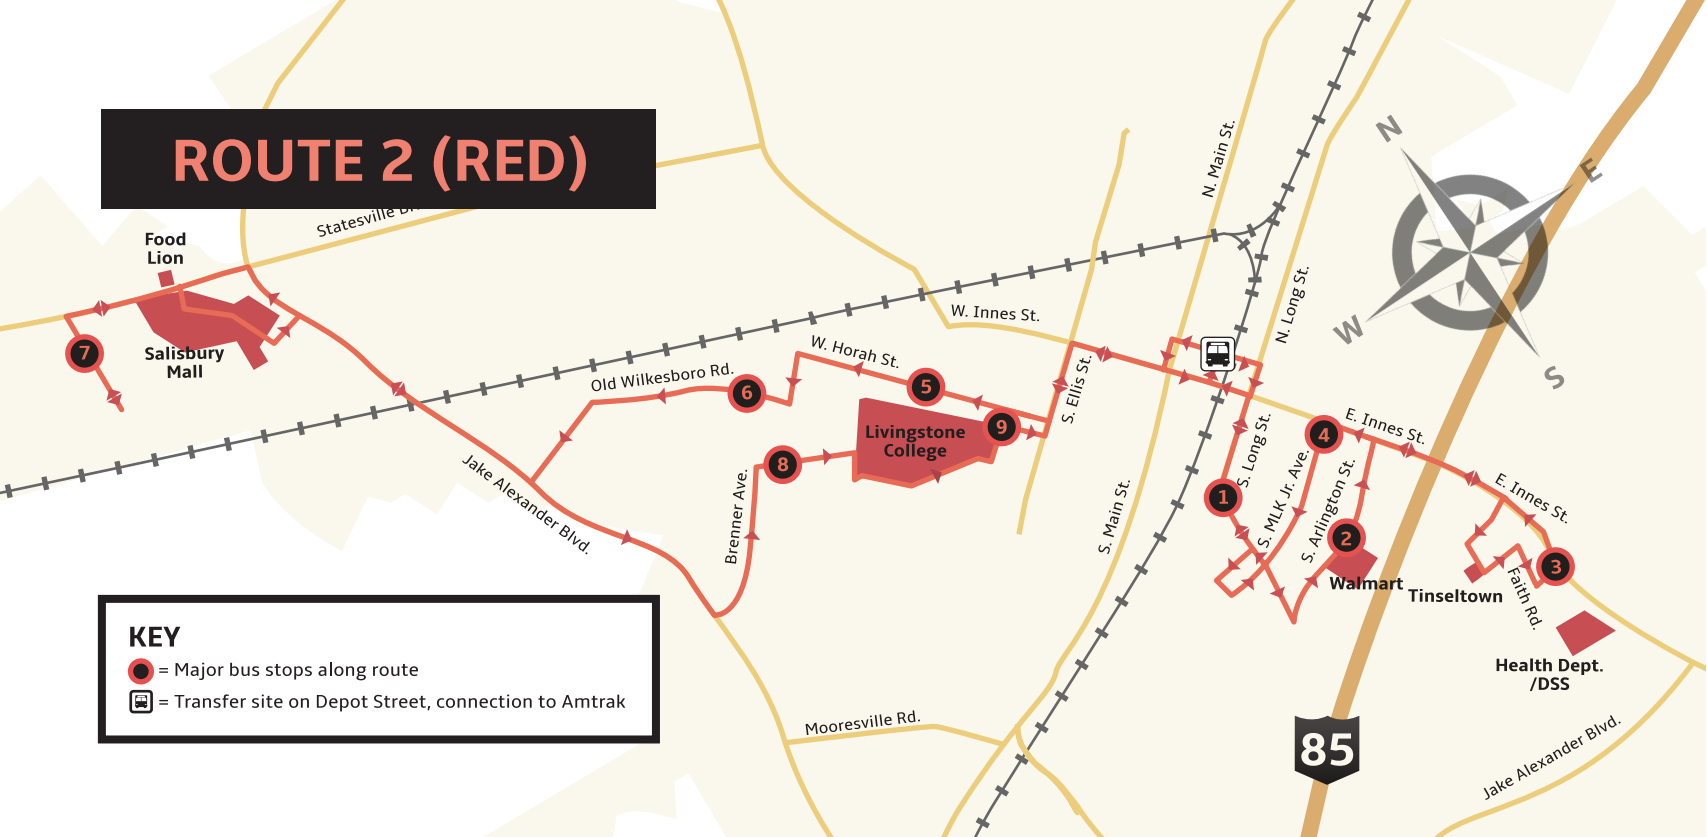 ROUTE 2 (RED)
N
E
W
S
Statesville
Food
Lion
7
Salisbury
Mall
N. Main St.
N. Long St.
W. Innes St.
W. Horah St.
Old Wilkesboro Rd.
6
5
S. Ellis St.
9
Livingstone
College
8
Brenner Ave.
Jake Alexander Blvd.
S. Main St.
S. Long St.
1
S. MLK Jr. Ave.
S. Arlington St.
4
E. Innes St.
2
Walmart
E. Innes St.
3
Tinseltown
Faith Rd.
Health Dept.
/DSS
Jake Alexander Blvd.
85
Mooresville Rd.
KEY
= Major bus stops along route
= Transfer site on Depot Street, connection to Amtrak